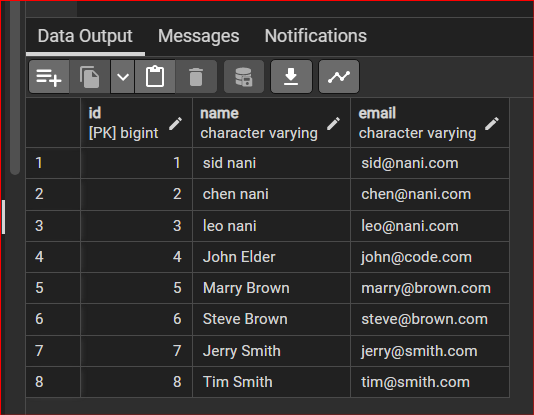 Data Output Messages Notifications
id name email
[PK] bigint character varying character varying
1 1 sid nani sid@nani.com
2 2 chen nani chen@nani.com
3 3 leo nani leo@nani.com
4 4 John Elder john@code.com
5 5 Marry Brown marry@brown.com
6 6 Steve Brown steve@brown.com
7 7 Jerry Smith jerry@smith.com
8 8 Tim Smith tim@smith.com